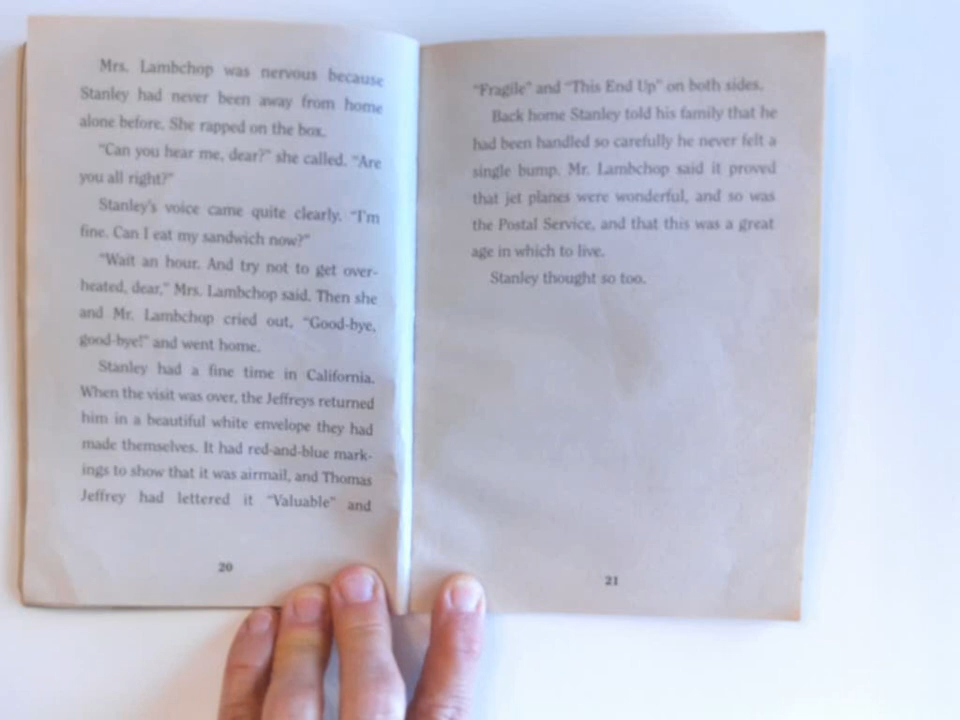 Mrs. Lambchop was nervous because
Stanley had never been away from home
alone before. She rapped on the box.
"Can you hear me, dear?" she called. "Are
you all right?"
Stanley's voice came quite clearly. "I'm
fine. Can I eat my sandwich now?"
"Wait an hour. And try not to get over-
heated, dear," Mrs. Lambchop said. Then she
and Mr. Lambchop cried out, "Good-bye,
good-bye!" and went home.
Stanley had a fine time in California.
When the visit was over, the Jeffreys returned
him in a beautiful white envelope they had
made themselves. It had red-and-blue mark-
ings to show that it was airmail, and Thomas
Jeffrey had lettered it "Valuable" and
20
"Fragile" and "This End Up" on both sides.
Back home Stanley told his family that he
had been handled so carefully he never felt a
single bump. Mr. Lambchop said it proved
that jet planes were wonderful, and so was
the Postal Service, and that this was a great
age in which to live.
Stanley thought so too.
21